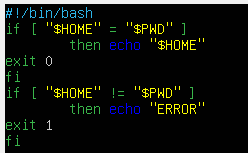 #!/bin/bash
if [ "$HOME" = "$PWD" ]
        then echo "$HOME"
exit 0
fi
if [ "$HOME" != "$PWD" ]
        then echo "ERROR"
exit 1
fi